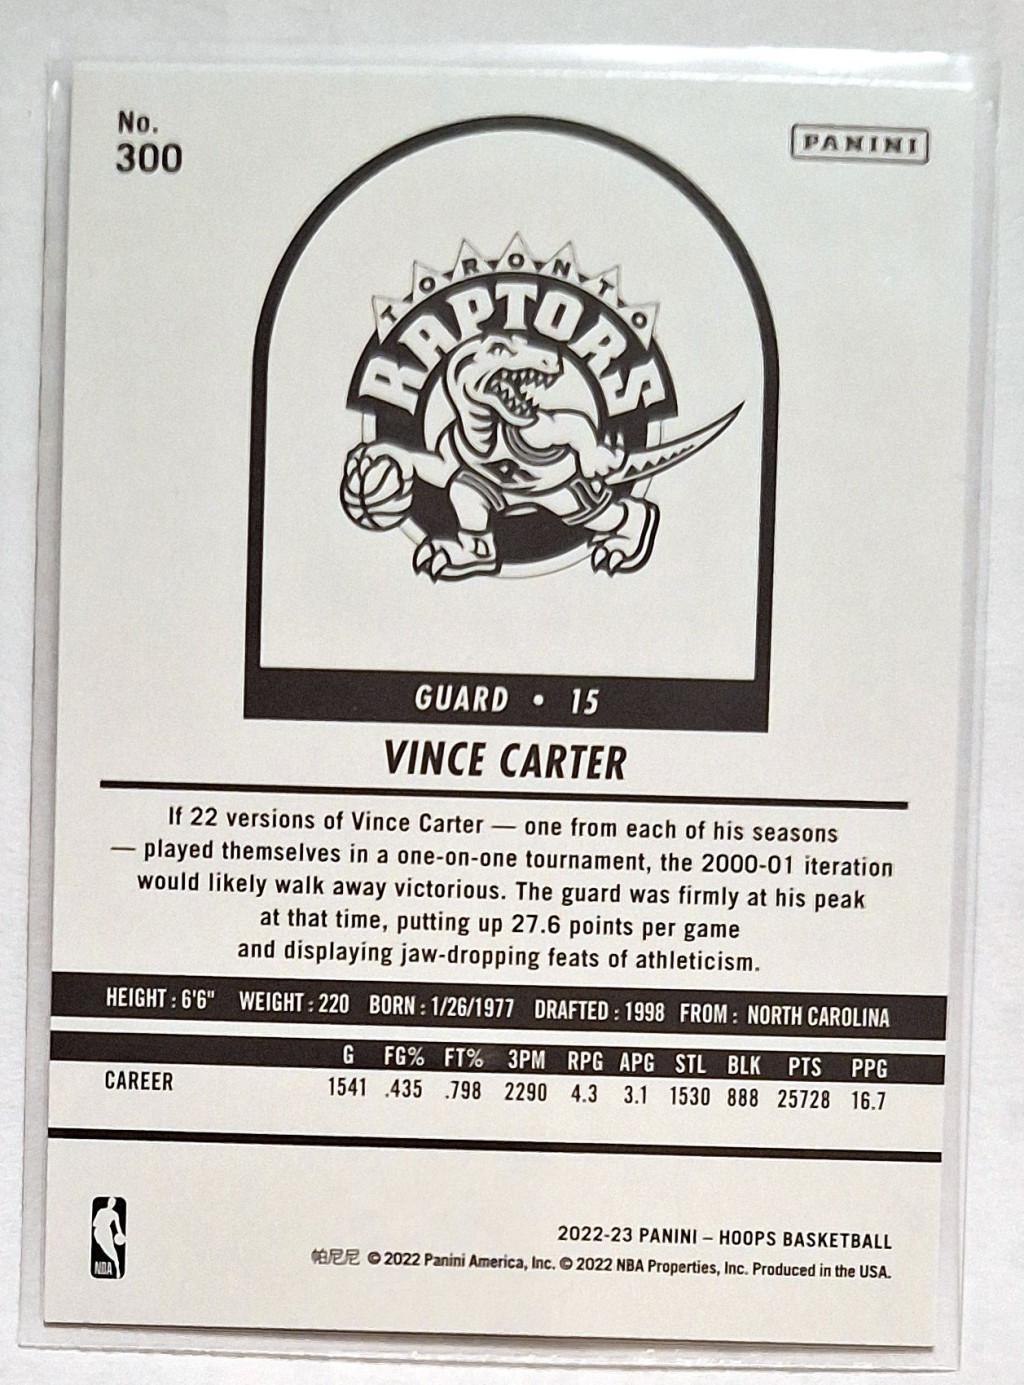 No.
300
PANINI
TORONTO
RAPTORS
GUARD • 15
VINCE CARTER
If 22 versions of Vince Carter — one from each of his seasons
— played themselves in a one-on-one tournament, the 2000-01 iteration
would likely walk away victorious. The guard was firmly at his peak
at that time, putting up 27.6 points per game
and displaying jaw-dropping feats of athleticism.
HEIGHT : 6'6" WEIGHT : 220 BORN : 1/26/1977 DRAFTED : 1998 FROM : NORTH CAROLINA
G FG% FT% 3PM RPG APG STL BLK PTS PPG
CAREER 1541 .435 .798 2290 4.3 3.1 1530 888 25728 16.7
NBA
2022-23 PANINI – HOOPS BASKETBALL
帕尼尼 © 2022 Panini America, Inc. © 2022 NBA Properties, Inc. Produced in the USA.